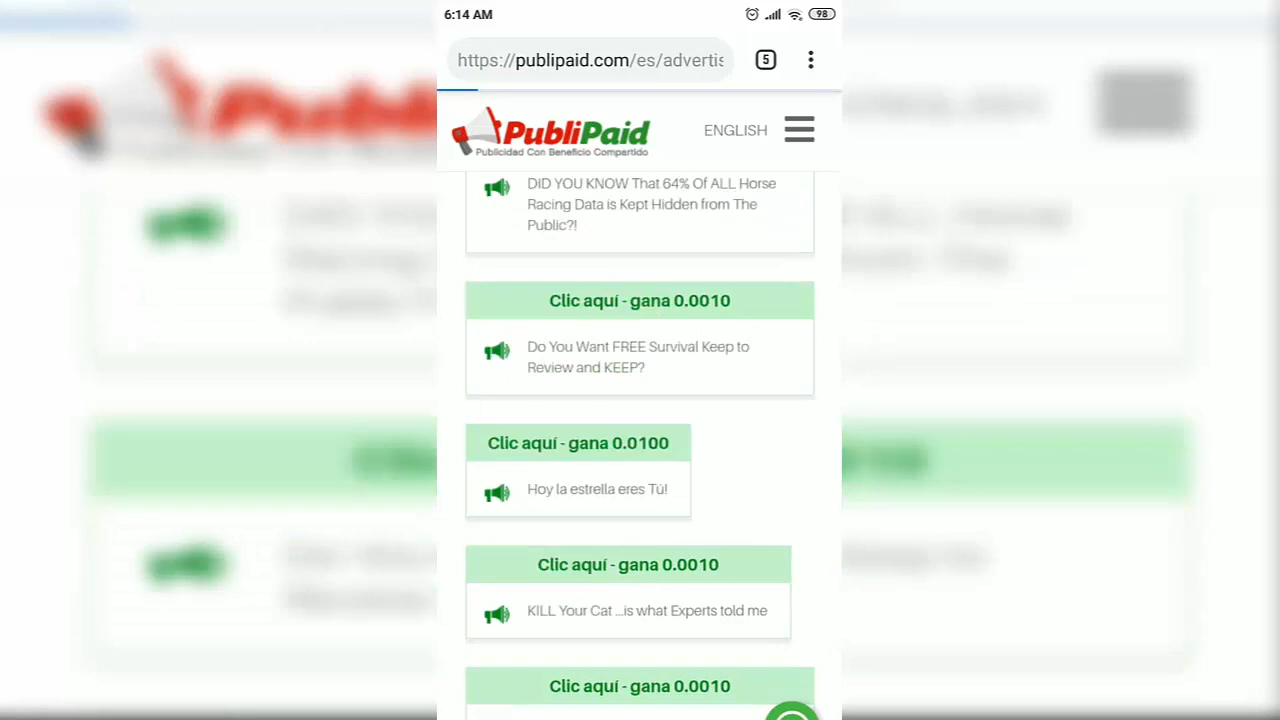 6:14 AM
98
https://publipaid.com/es/advertis
5
PubliPaid
Publicidad Con Beneficio Compartido
ENGLISH
DID YOU KNOW That 64% Of ALL Horse
Racing Data is Kept Hidden from The
Public?!
Clic aquí - gana 0.0010
Do You Want FREE Survival Keep to
Review and KEEP?
Clic aquí - gana 0.0100
Hoy la estrella eres Tú!
Clic aquí - gana 0.0010
KILL Your Cat ...is what Experts told me
Clic aquí - gana 0.0010